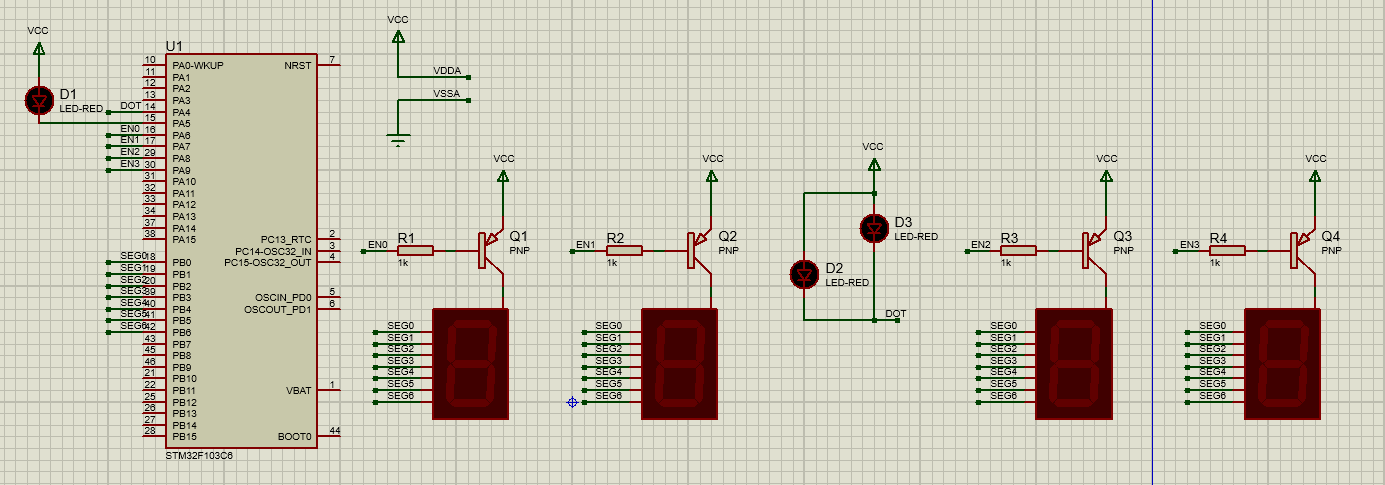 VCC
D1
LED-RED
DOT
EN0
EN1
EN2
EN3
SEG0
SEG1
SEG2
SEG3
SEG4
SEG5
SEG6
U1
10 PA0-WKUP
11 PA1
12 PA2
13 PA3
14 PA4
15 PA5
16 PA6
17 PA7
29 PA8
30 PA9
31 PA10
32 PA11
33 PA12
34 PA13
37 PA14
38 PA15
18 PB0
19 PB1
20 PB2
39 PB3
40 PB4
41 PB5
42 PB6
43 PB7
45 PB8
46 PB9
21 PB10
22 PB11
25 PB12
26 PB13
27 PB14
28 PB15
NRST 7
PC13_RTC 2
PC14-OSC32_IN 3
PC15-OSC32_OUT 4
OSCIN_PD0 5
OSCOUT_PD1 6
VBAT 1
BOOT0 44
STM32F103C6
VCC
VDDA
VSSA
VCC
EN0
R1
1k
Q1
PNP
SEG0
SEG1
SEG2
SEG3
SEG4
SEG5
SEG6
VCC
EN1
R2
1k
Q2
PNP
SEG0
SEG1
SEG2
SEG3
SEG4
SEG5
SEG6
VCC
D3
LED-RED
D2
LED-RED
DOT
VCC
EN2
R3
1k
Q3
PNP
SEG0
SEG1
SEG2
SEG3
SEG4
SEG5
SEG6
VCC
EN3
R4
1k
Q4
PNP
SEG0
SEG1
SEG2
SEG3
SEG4
SEG5
SEG6